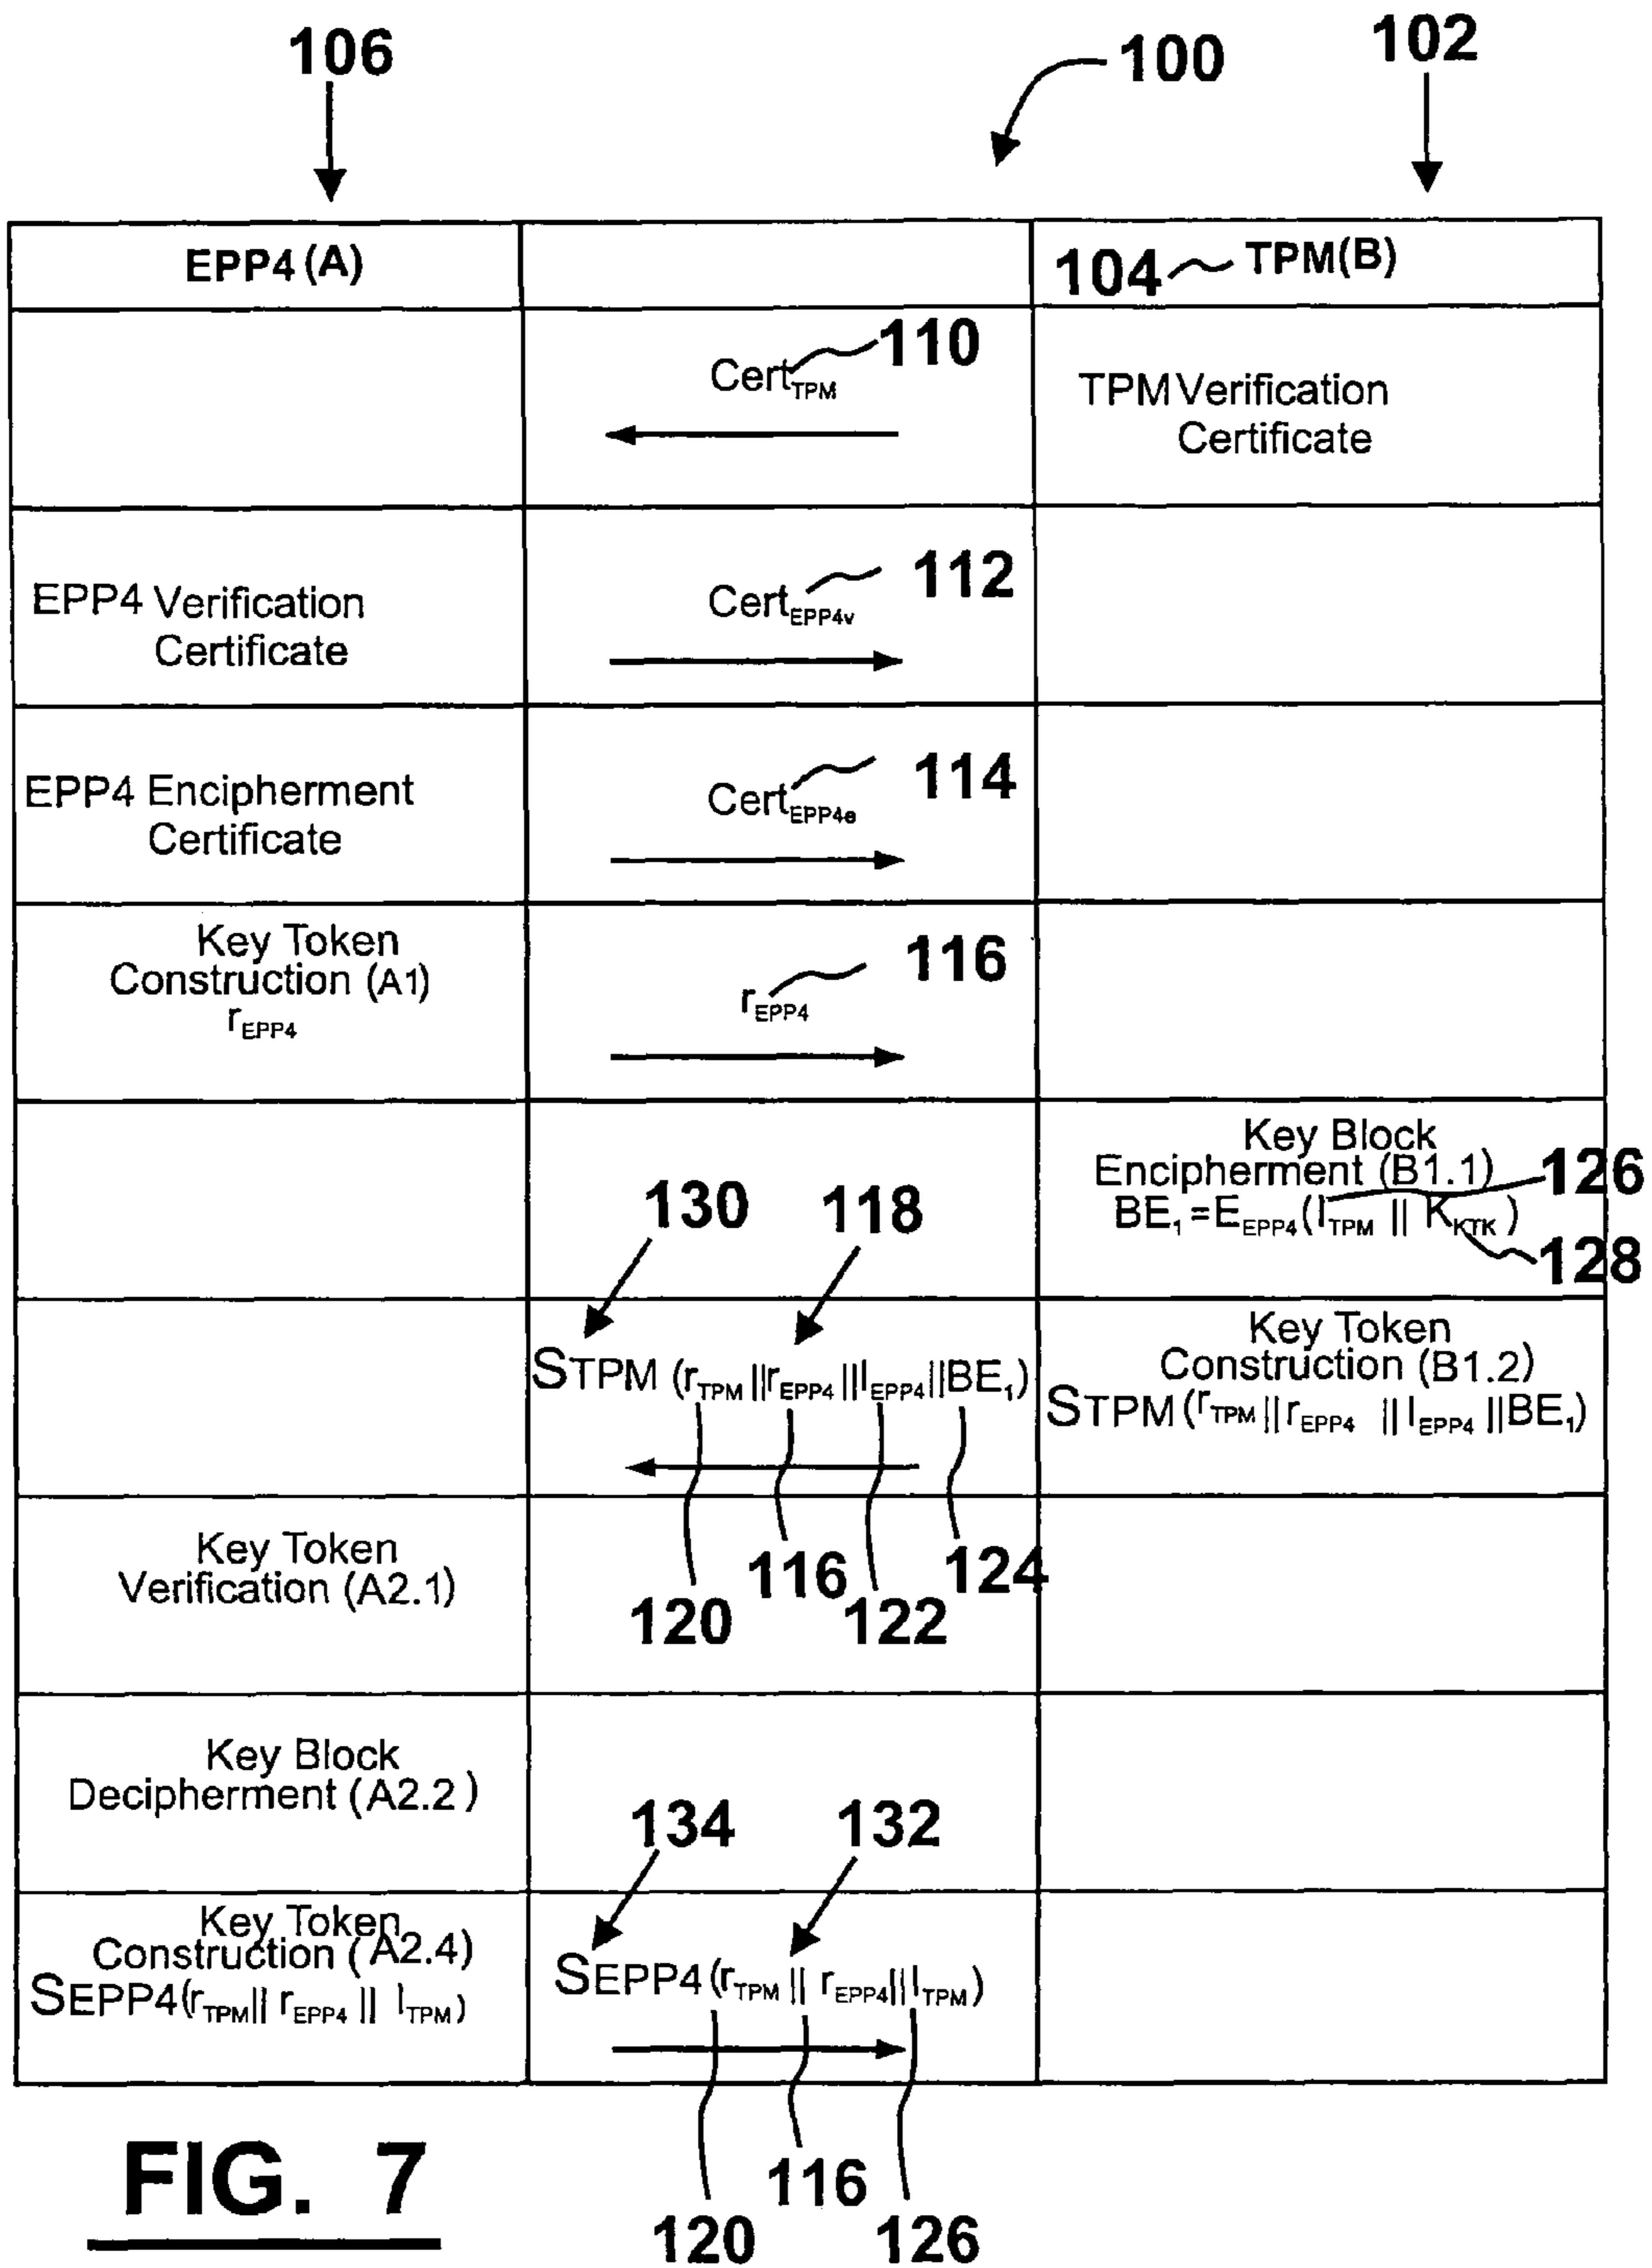 106
100
102
EPP4 (A)
104 TPM(B)
Cert_TPM 110
TPM Verification
Certificate
EPP4 Verification
Certificate
Cert_EPP4v 112
EPP4 Encipherment
Certificate
Cert_EPP4e 114
Key Token
Construction (A1)
r_EPP4
r_EPP4 116
Key Block
Encipherment (B1.1) 126
BE₁ = E_EPP4 (I_TPM || K_KTK)
128
130 118
STPM (r_TPM || r_EPP4 || I_EPP4 || BE₁)
Key Token
Construction (B1.2)
STPM (r_TPM || r_EPP4 || I_EPP4 || BE₁)
Key Token
Verification (A2.1)
120 116 122 124
Key Block
Decipherment (A2.2)
134 132
Key Token
Construction (A2.4)
SEPP4 (r_TPM || r_EPP4 || I_TPM)
SEPP4 (r_TPM || r_EPP4 || I_TPM)
120 116 126
FIG. 7